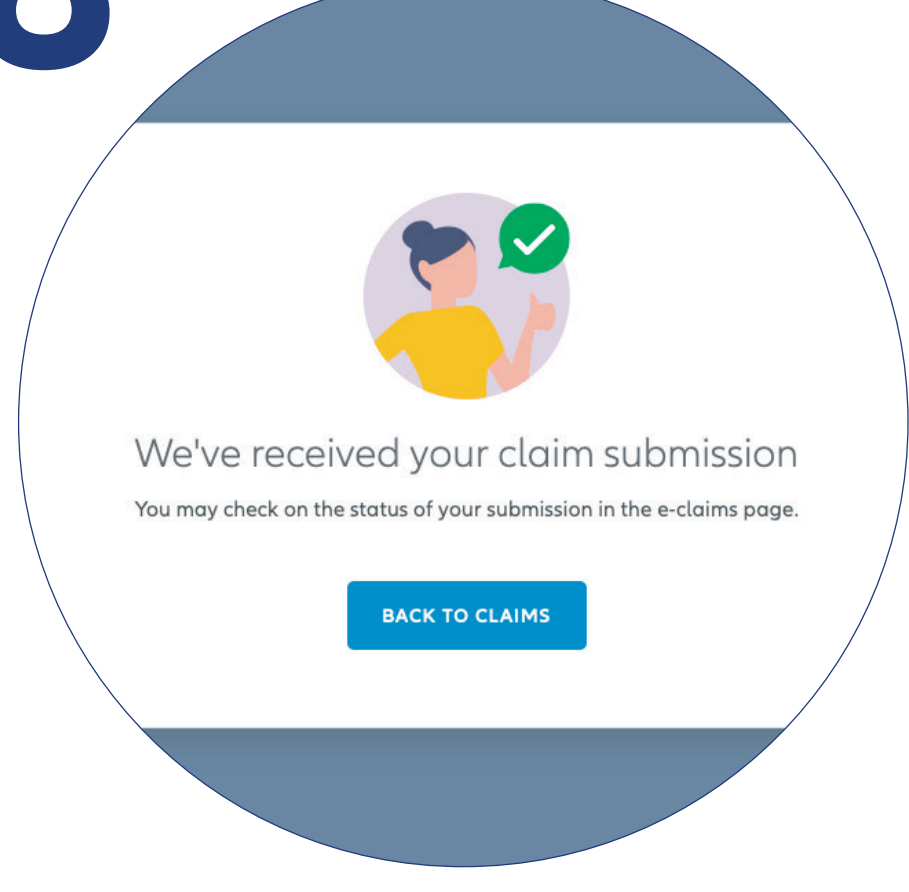 We've received your claim submission
You may check on the status of your submission in the e-claims page.
BACK TO CLAIMS